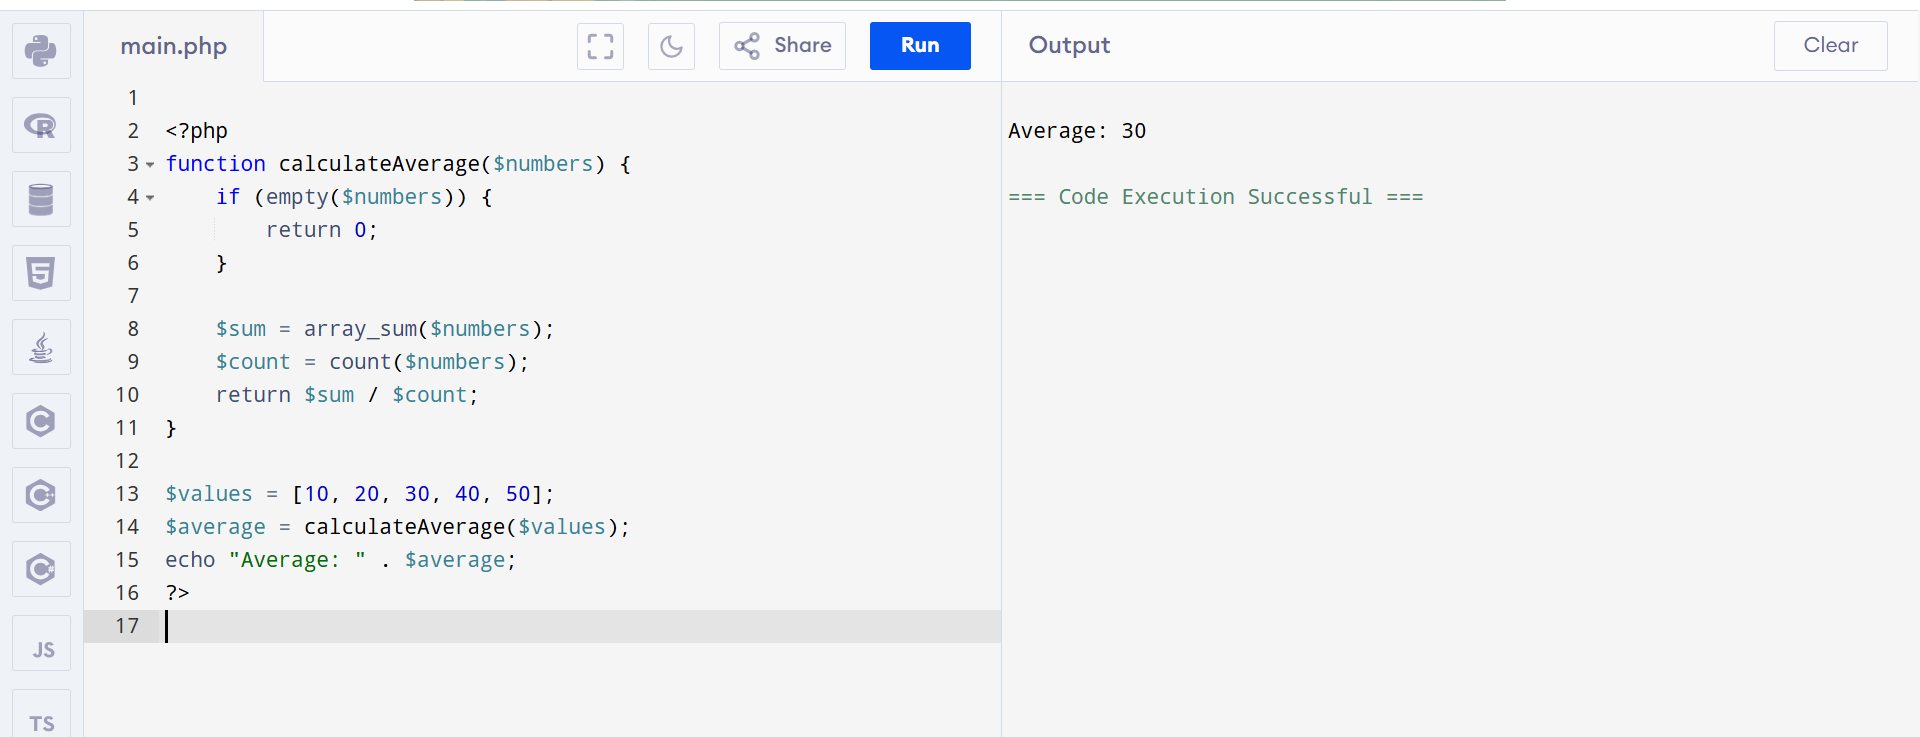 main.php
Share
Run
Output
Clear
1
2 <?php
3 function calculateAverage($numbers) {
4     if (empty($numbers)) {
5         return 0;
6     }
7
8     $sum = array_sum($numbers);
9     $count = count($numbers);
10     return $sum / $count;
11 }
12
13 $values = [10, 20, 30, 40, 50];
14 $average = calculateAverage($values);
15 echo "Average: " . $average;
16 ?>
17
Average: 30
=== Code Execution Successful ===
R
5
C
C++
C#
JS
TS